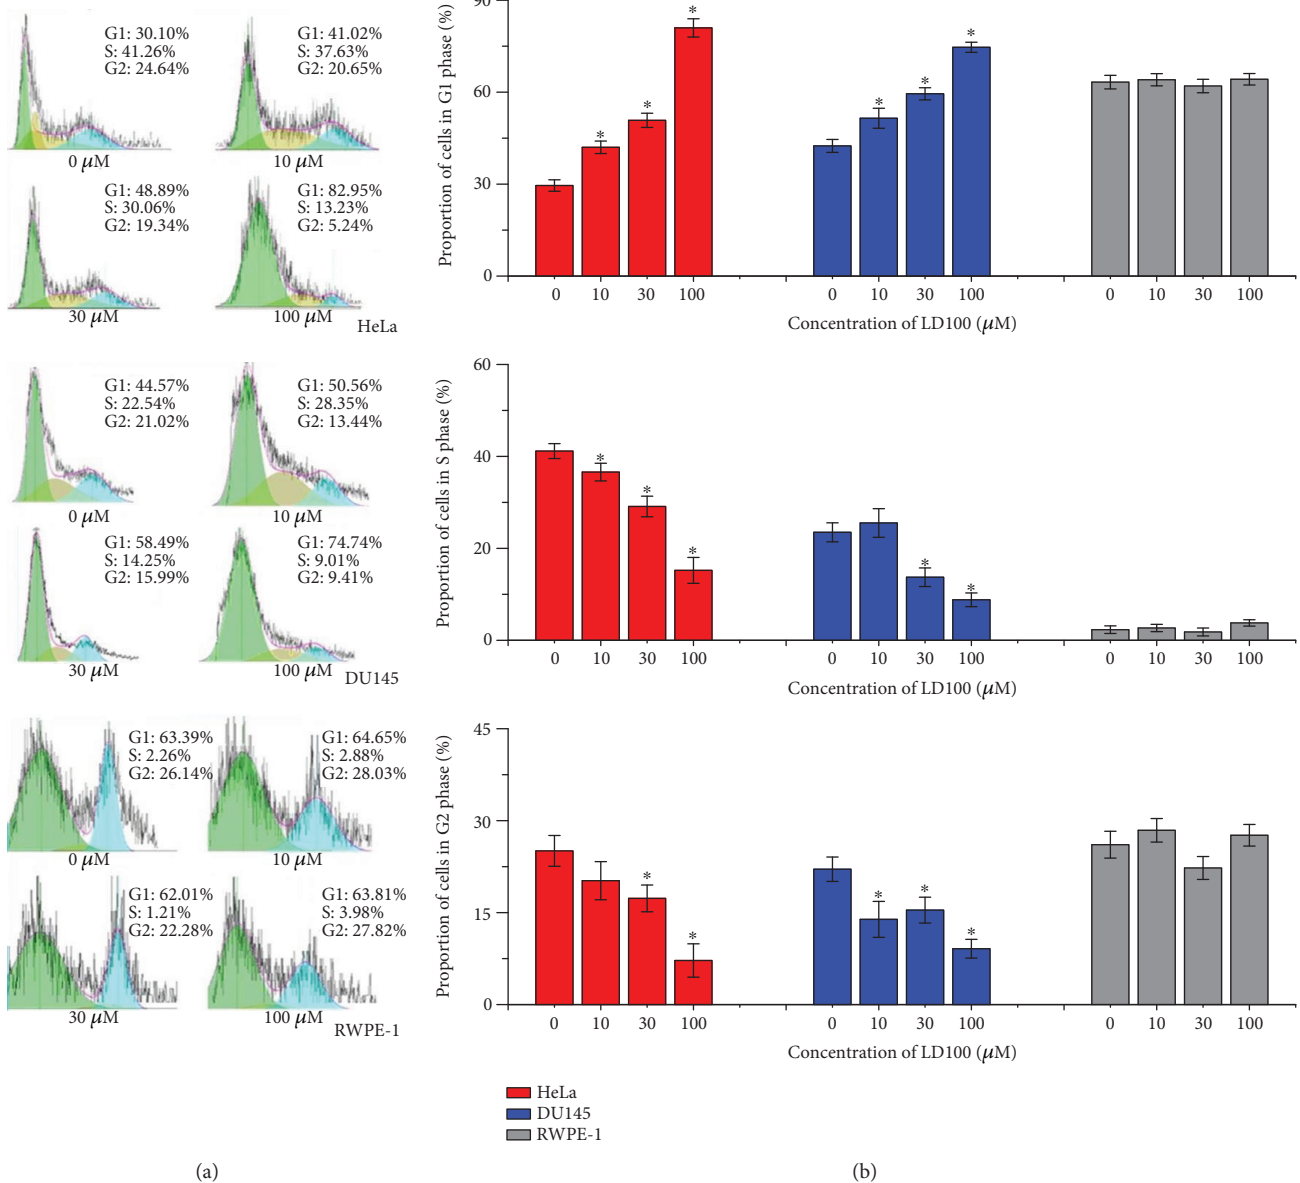 G1: 30.10%
S: 41.26%
G2: 24.64%
0 μM
G1: 41.02%
S: 37.63%
G2: 20.65%
10 μM
G1: 48.89%
S: 30.06%
G2: 19.34%
30 μM
G1: 82.95%
S: 13.23%
G2: 5.24%
100 μM
HeLa
G1: 44.57%
S: 22.54%
G2: 21.02%
0 μM
G1: 50.56%
S: 28.35%
G2: 13.44%
10 μM
G1: 58.49%
S: 14.25%
G2: 15.99%
30 μM
G1: 74.74%
S: 9.01%
G2: 9.41%
100 μM
DU145
G1: 63.39%
S: 2.26%
G2: 26.14%
0 μM
G1: 64.65%
S: 2.88%
G2: 28.03%
10 μM
G1: 62.01%
S: 1.21%
G2: 22.28%
30 μM
G1: 63.81%
S: 3.98%
G2: 27.82%
100 μM
RWPE-1
(a)
Proportion of cells in G1 phase (%)
90
60
30
0
* * *
* * *
0 10 30 100 0 10 30 100 0 10 30 100
Concentration of LD100 (μM)
Proportion of cells in S phase (%)
60
40
20
0
* * *
* *
0 10 30 100 0 10 30 100 0 10 30 100
Concentration of LD100 (μM)
Proportion of cells in G2 phase (%)
45
30
15
0
* *
* * *
0 10 30 100 0 10 30 100 0 10 30 100
Concentration of LD100 (μM)
HeLa
DU145
RWPE-1
(b)